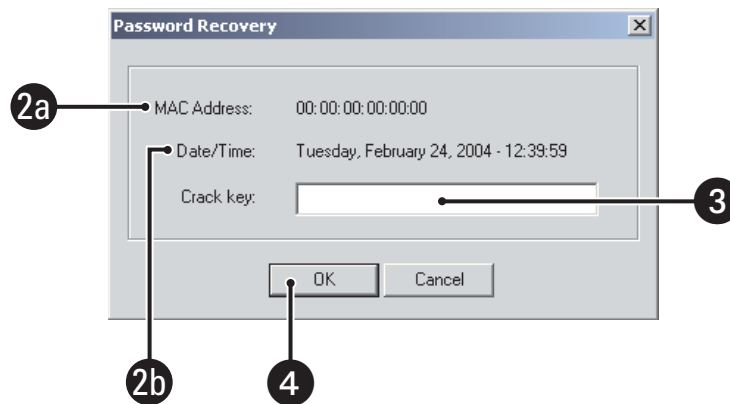 Password Recovery
2a
MAC Address: 00:00:00:00:00:00
2b
Date/Time: Tuesday, February 24, 2004 - 12:39:59
Crack key:
3
OK Cancel
4